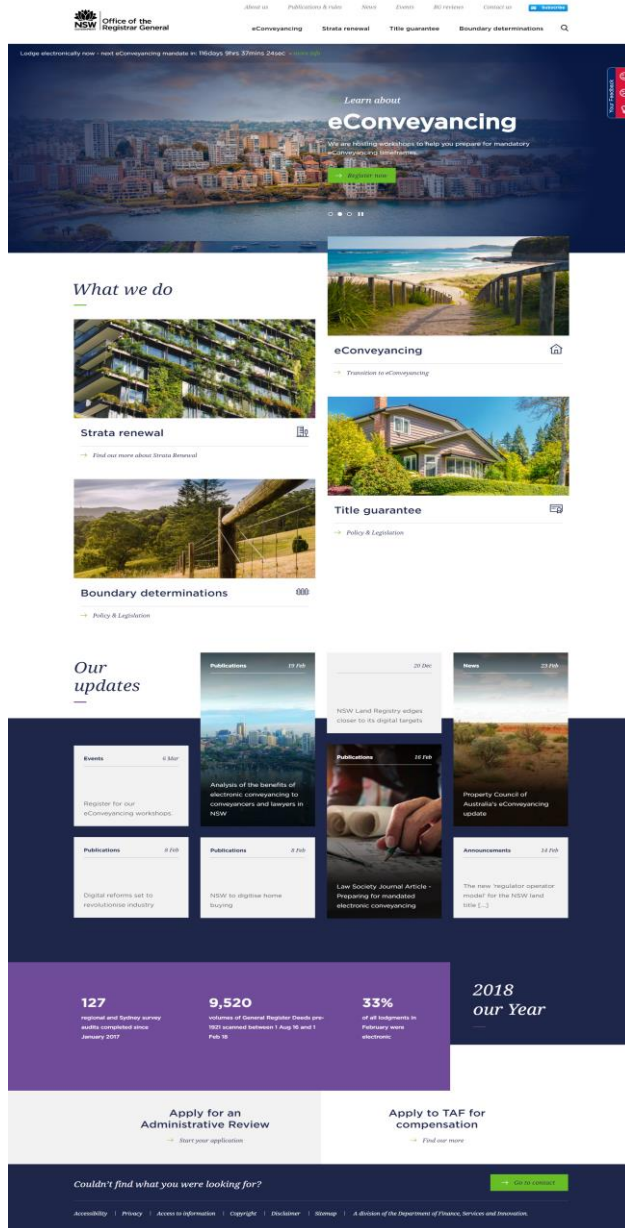 About us Publications & rules News Events RG reviews Contact us Subscribe
NSW
GOVERNMENT
Office of the
Registrar General
eConveyancing Strata renewal Title guarantee Boundary determinations
Lodge electronically now - next eConveyancing mandate in: 116days 9hrs 37mins 24sec
Your Feedback
Learn about
eConveyancing
We are holding workshops to help you prepare for mandatory
eConveyancing timeframes.
→ Register now
What we do
eConveyancing
→ Transition to eConveyancing
Strata renewal
→ Find out more about Strata Renewal
Title guarantee
→ Policy & Legislation
Boundary determinations
→ Policy & Legislation
Our
updates
Publications 19 Feb
Analysis of the benefits of
electronic conveyancing to
conveyancers and lawyers in
NSW
20 Dec
NSW Land Registry edges
closer to its digital targets
News 23 Feb
Property Council of
Australia's eConveyancing
update
Events 6 Mar
Register for our
eConveyancing workshops.
Publications 16 Feb
Law Society Journal Article -
Preparing for mandated
electronic conveyancing
Publications 8 Feb
Digital reforms set to
revolutionise industry
Publications 8 Feb
NSW to digitise home
buying
Announcements 14 Feb
The new 'regulator operator
model' for the NSW land
title [...]
127
regional and Sydney survey
audits completed since
January 2017
9,520
volumes of General Register Deeds pre-
1921 scanned between 1 Aug 16 and 1
Feb 18
33%
of all lodgments in
February were
electronic
2018
our Year
Apply for an
Administrative Review
→ Start your application
Apply to TAF for
compensation
→ Find our more
Couldn't find what you were looking for?
→ Go to contact
Accessibility | Privacy | Access to information | Copyright | Disclaimer | Sitemap | A division of the Department of Finance, Services and Innovation.